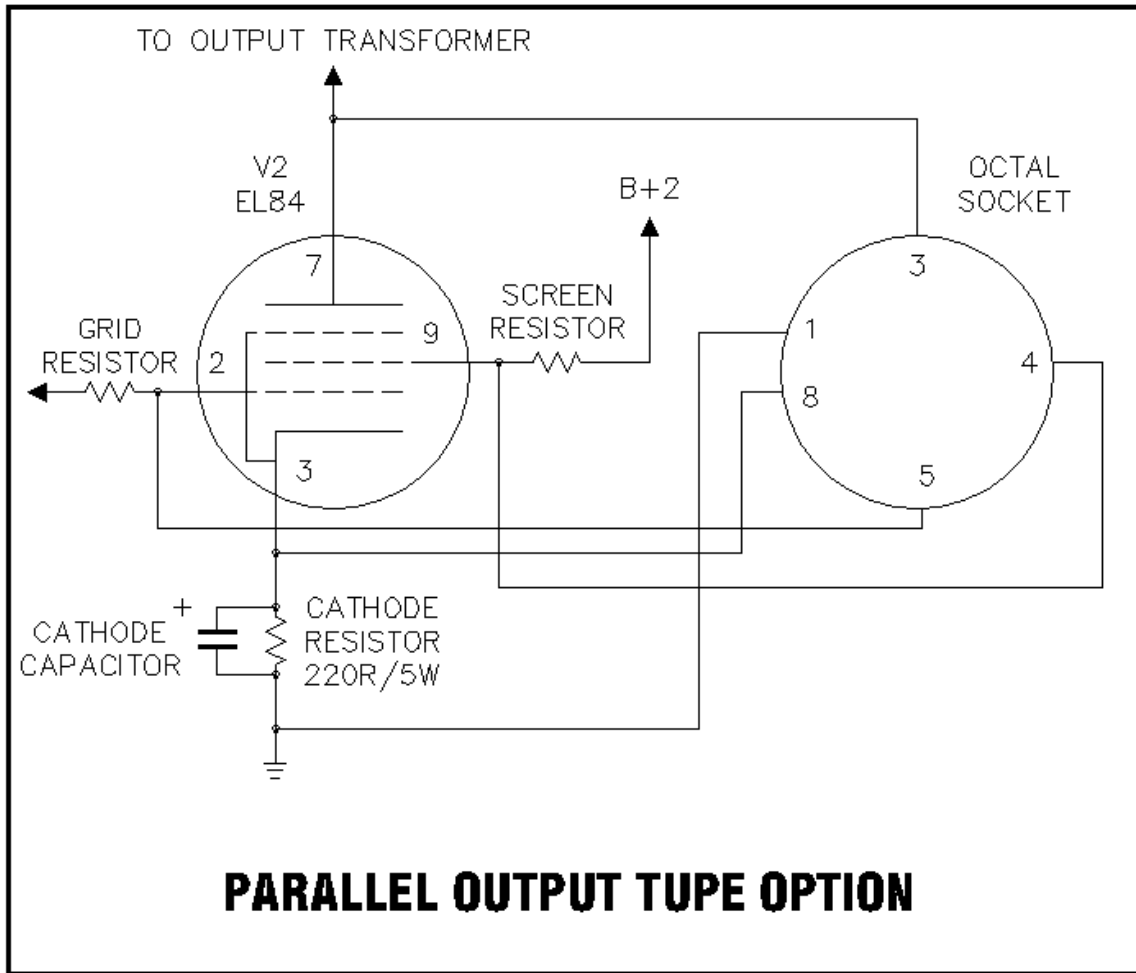 TO OUTPUT TRANSFORMER
V2
EL84
B+2
OCTAL
SOCKET
7
3
SCREEN
RESISTOR
GRID
RESISTOR
2
9
1
4
8
3
5
+
CATHODE
CAPACITOR
CATHODE
RESISTOR
220R/5W
PARALLEL OUTPUT TUPE OPTION